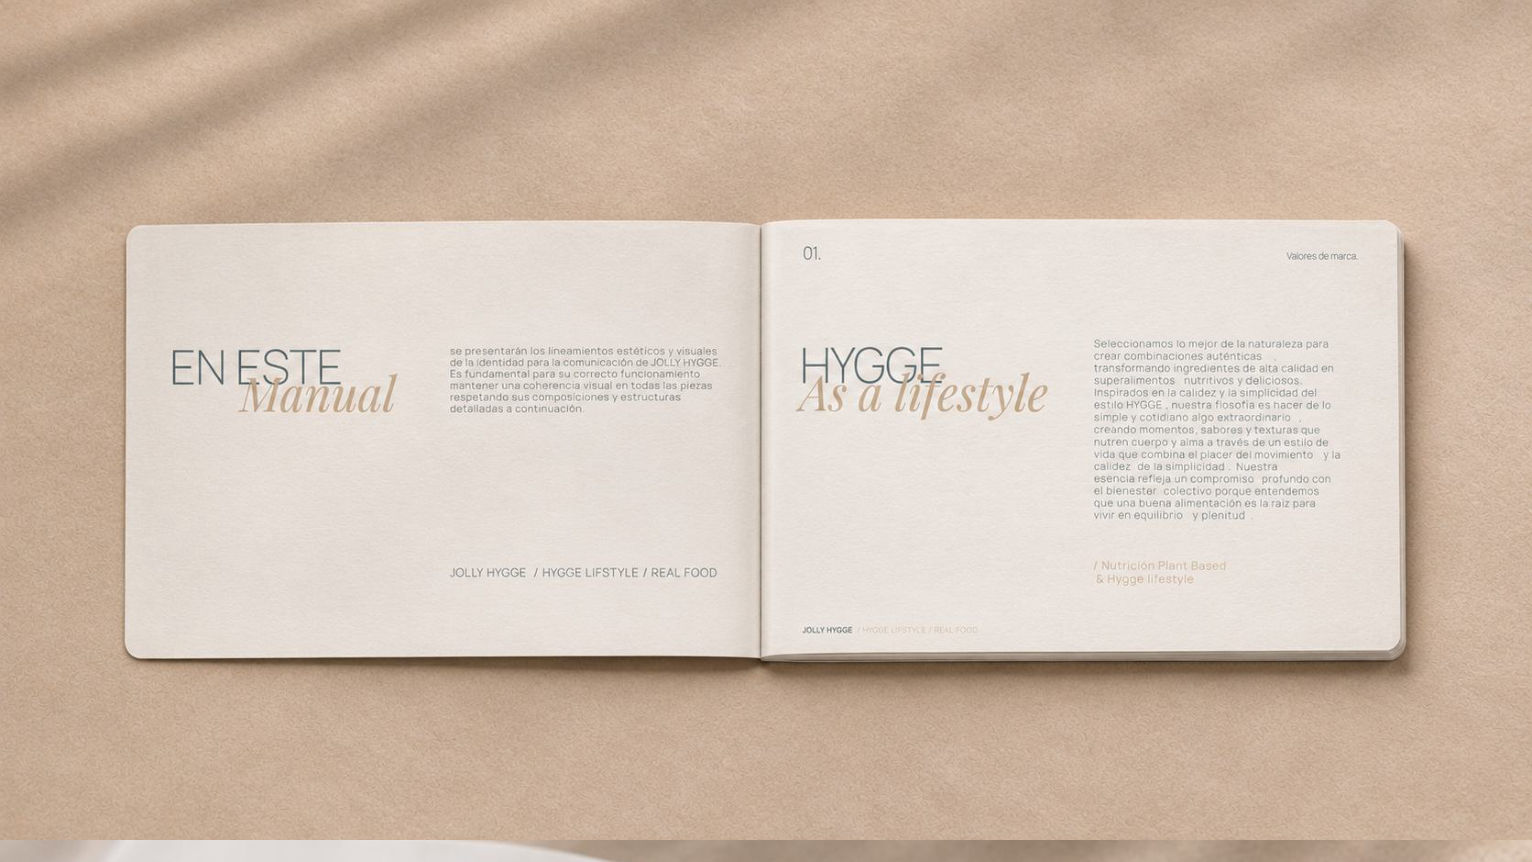 EN ESTE
Manual
se presentarán los lineamientos estéticos y visuales
de la identidad para la comunicación de JOLLY HYGGE.
Es fundamental para su correcto funcionamiento
mantener una coherencia visual en todas las piezas
respetando sus composiciones y estructuras
detalladas a continuación.
JOLLY HYGGE / HYGGE LIFSTYLE / REAL FOOD
01.
Valores de marca.
HYGGE
As a lifestyle
Seleccionamos lo mejor de la naturaleza para
crear combinaciones auténticas ,
transformando ingredientes de alta calidad en
superalimentos nutritivos y deliciosos.
Inspirados en la calidez y la simplicidad del
estilo HYGGE , nuestra filosofía es hacer de lo
simple y cotidiano algo extraordinario ,
creando momentos, sabores y texturas que
nutren cuerpo y alma a través de un estilo de
vida que combina el placer del movimiento y la
calidez de la simplicidad . Nuestra
esencia refleja un compromiso profundo con
el bienestar colectivo porque entendemos
que una buena alimentación es la raíz para
vivir en equilibrio y plenitud .
/ Nutrición Plant Based
& Hygge lifestyle
JOLLY HYGGE / HYGGE LIFSTYLE / REAL FOOD